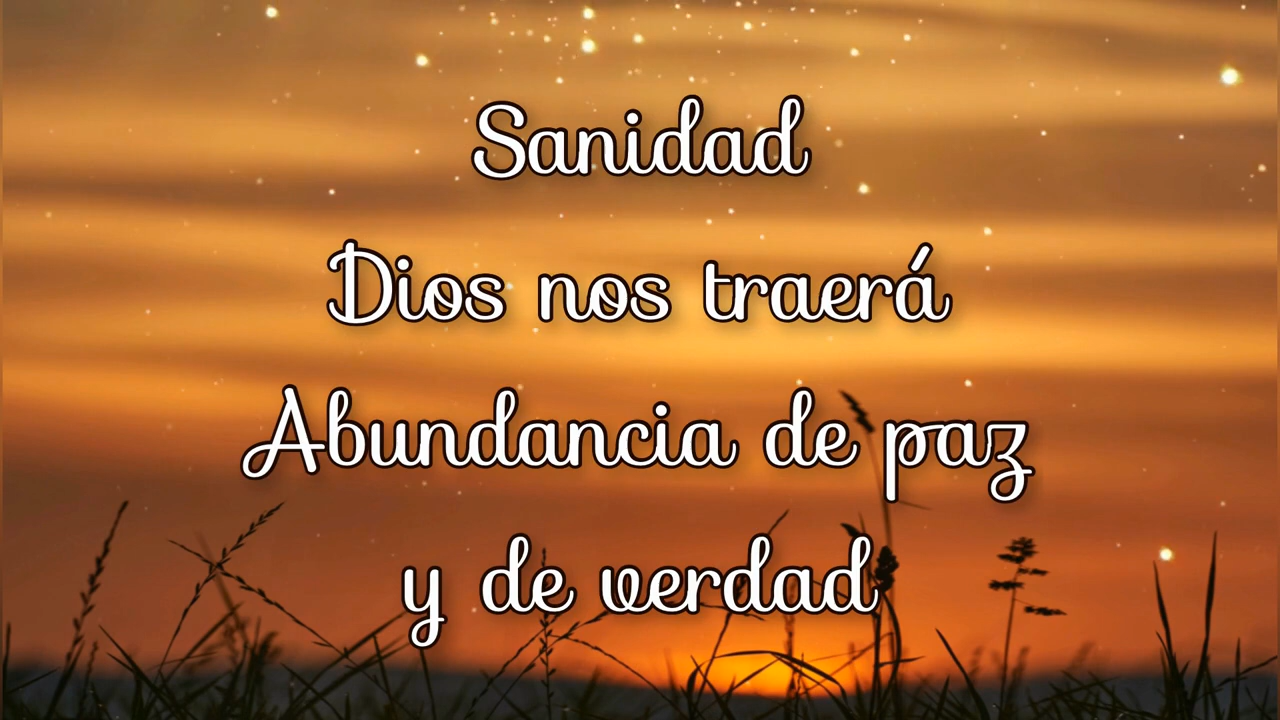 Sanidad
Dios nos traerá
Abundancia de paz
y de verdad